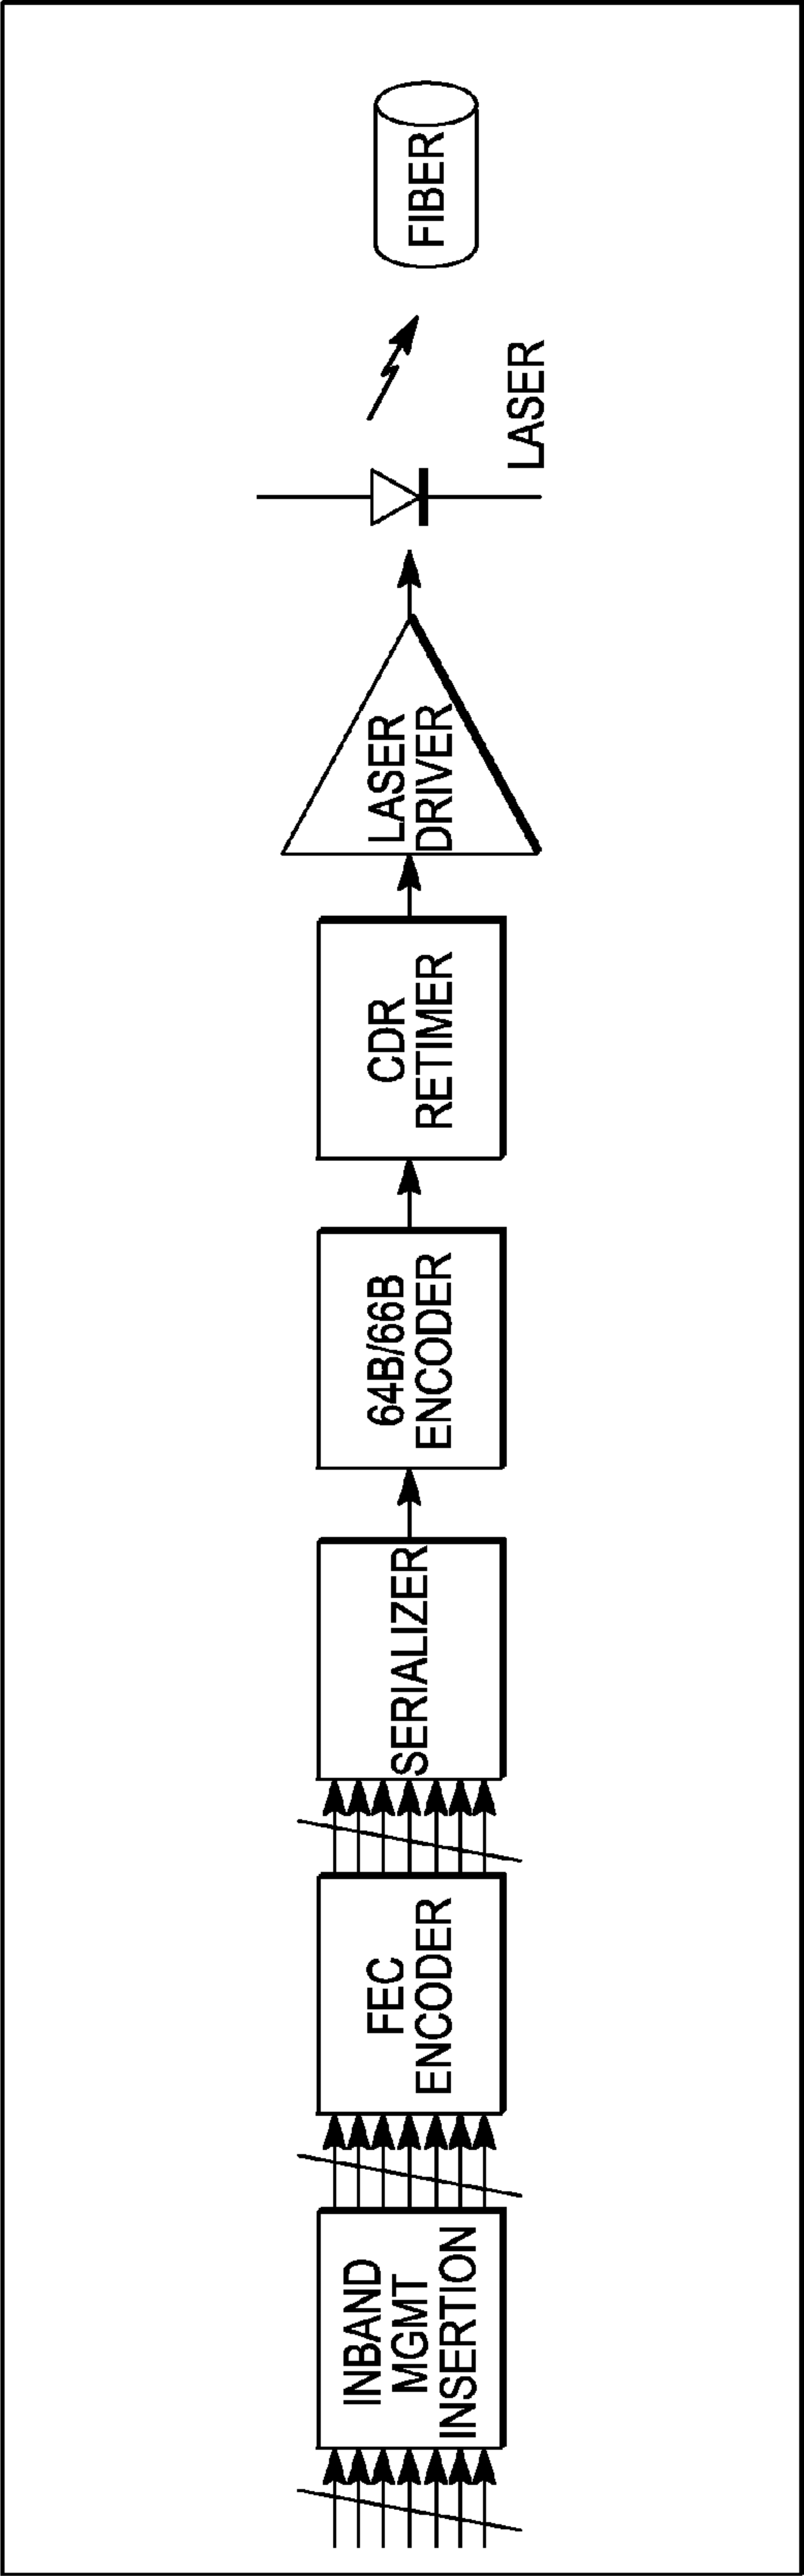 INBAND
MGMT
INSERTION
FEC
ENCODER
SERIALIZER
64B/66B
ENCODER
CDR
RETIMER
LASER
DRIVER
LASER
FIBER